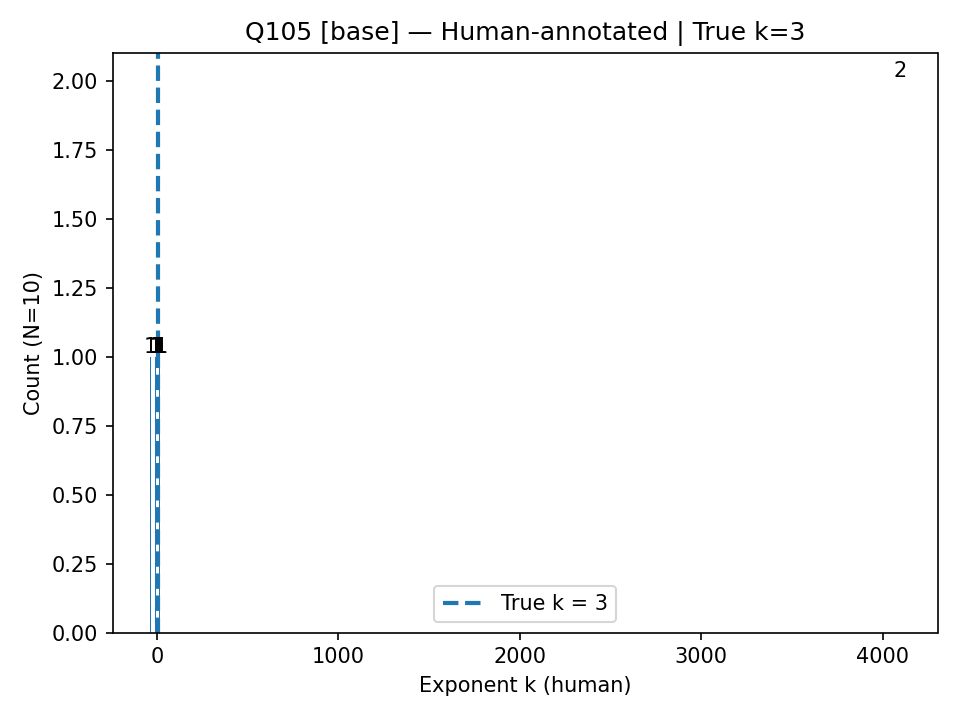 Q105 [base] — Human-annotated | True k=3
2
2.00
1.75
1.50
1.25
1.00
0.75
0.50
0.25
0.00
Count (N=10)
True k = 3
0 1000 2000 3000 4000
Exponent k (human)